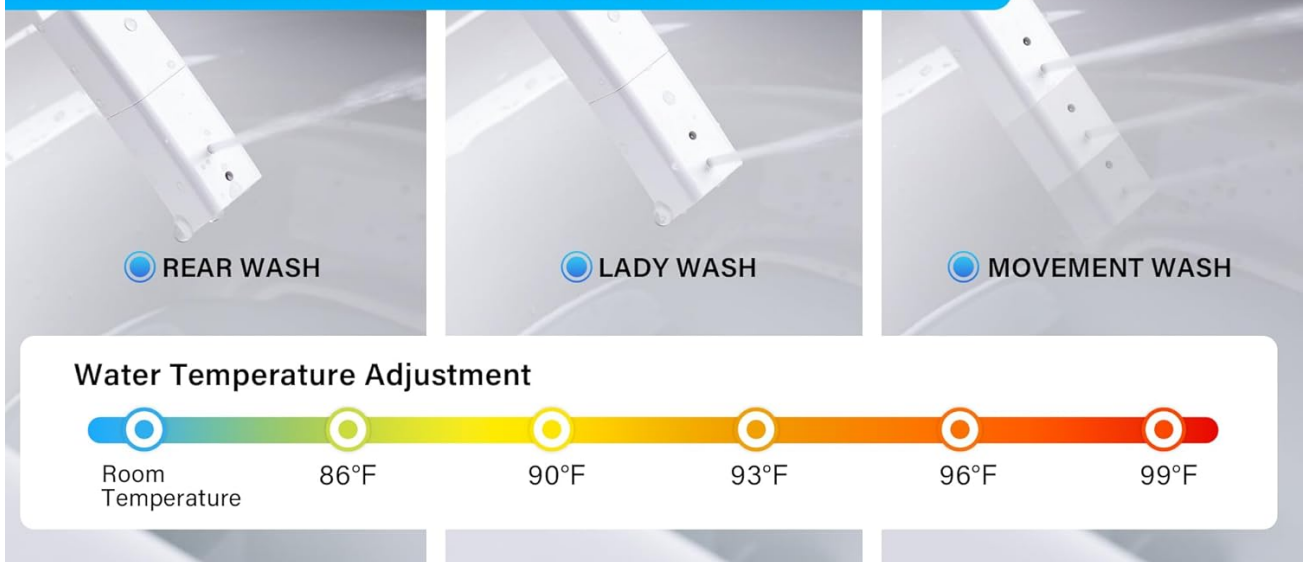 REAR WASH
LADY WASH
MOVEMENT WASH
Water Temperature Adjustment
Room
Temperature
86°F
90°F
93°F
96°F
99°F